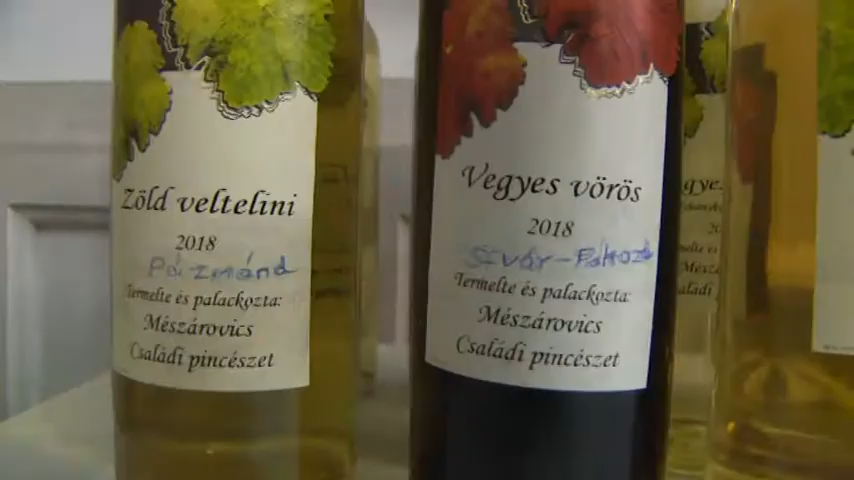 Zöld veltelini
2018
Pázmánd
Termelte és palackozta:
Mészárovics
Családi pincészet
Vegyes vörös
2018
Termelte és palackozta:
Mészárovics
Családi pincészet